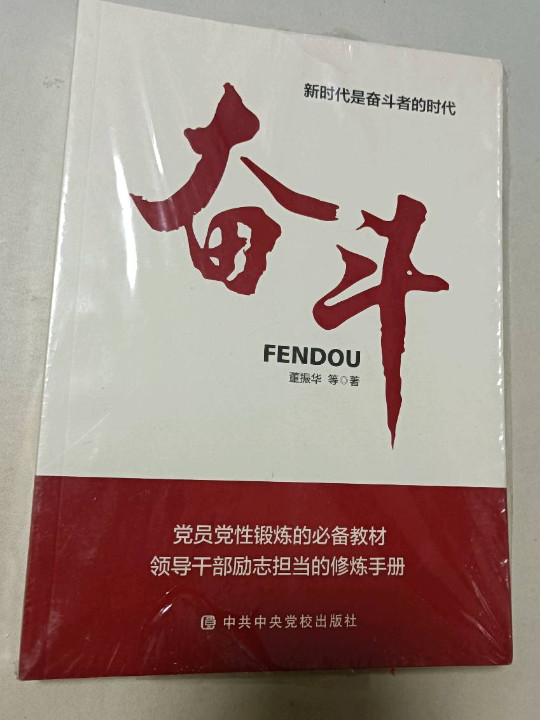 新时代是奋斗者的时代
奋斗
FENDOU
董振华 等◎著
党员党性锻炼的必备教材
领导干部励志担当的修炼手册
中共中央党校出版社